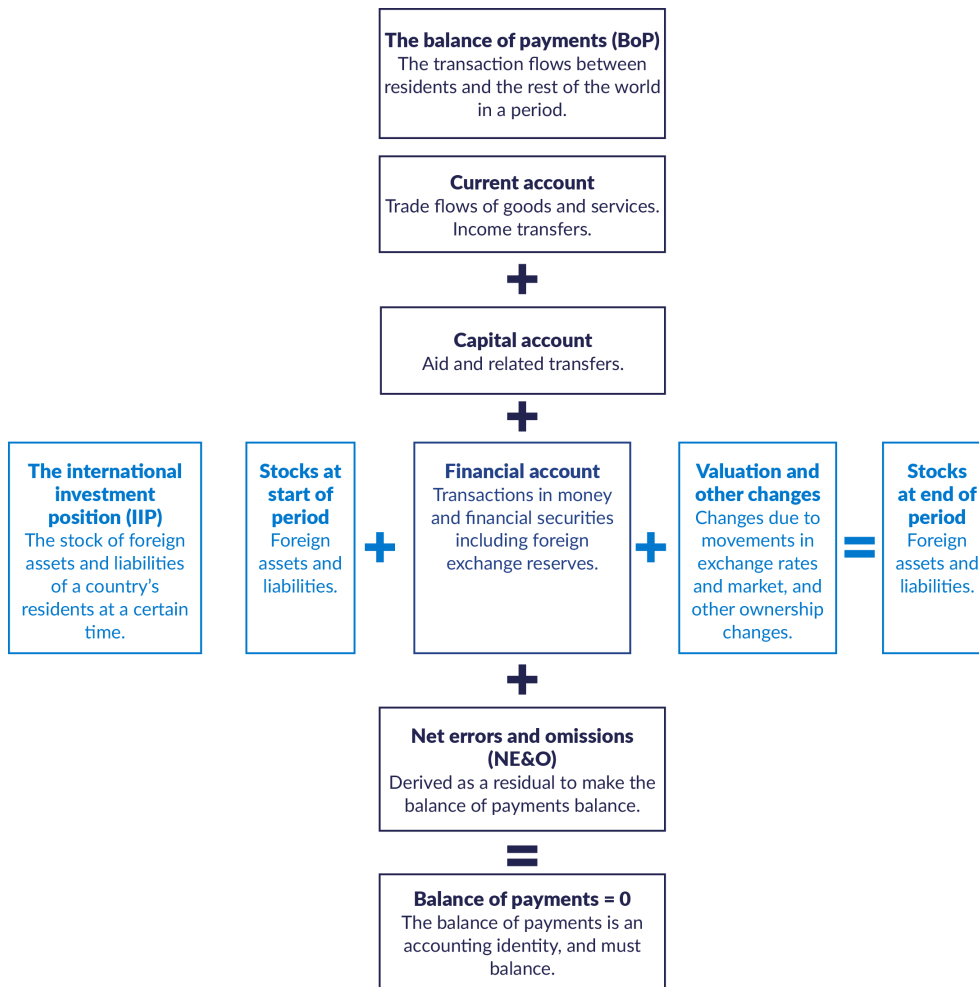 The balance of payments (BoP)
The transaction flows between
residents and the rest of the world
in a period.
Current account
Trade flows of goods and services.
Income transfers.
+
Capital account
Aid and related transfers.
+
The international
investment
position (IIP)
The stock of foreign
assets and liabilities
of a country’s
residents at a certain
time.
Stocks at
start of
period
Foreign
assets and
liabilities.
+
Financial account
Transactions in money
and financial securities
including foreign
exchange reserves.
+
Valuation and
other changes
Changes due to
movements in
exchange rates
and market, and
other ownership
changes.
=
Stocks
at end of
period
Foreign
assets and
liabilities.
+
Net errors and omissions
(NE&O)
Derived as a residual to make the
balance of payments balance.
=
Balance of payments = 0
The balance of payments is an
accounting identity, and must
balance.